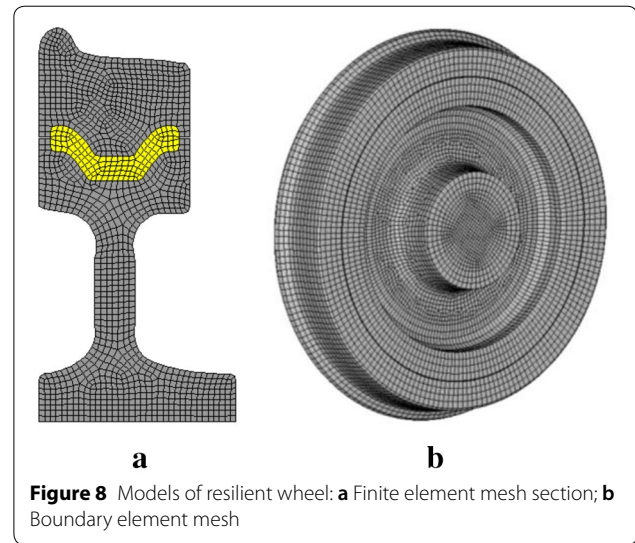 a b
Figure 8 Models of resilient wheel: a Finite element mesh section; b
Boundary element mesh